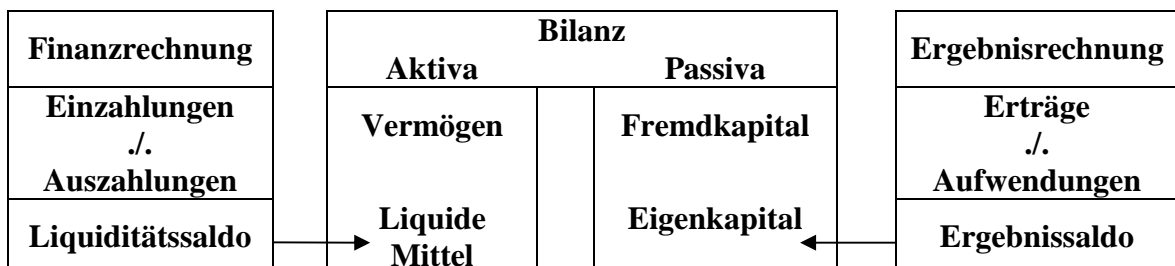 Finanzrechnung
Einzahlungen
./.
Auszahlungen
Liquiditätssaldo
Bilanz
Aktiva Passiva
Vermögen Fremdkapital
Liquide Eigenkapital
Mittel
Ergebnisrechnung
Erträge
./.
Aufwendungen
Ergebnissaldo